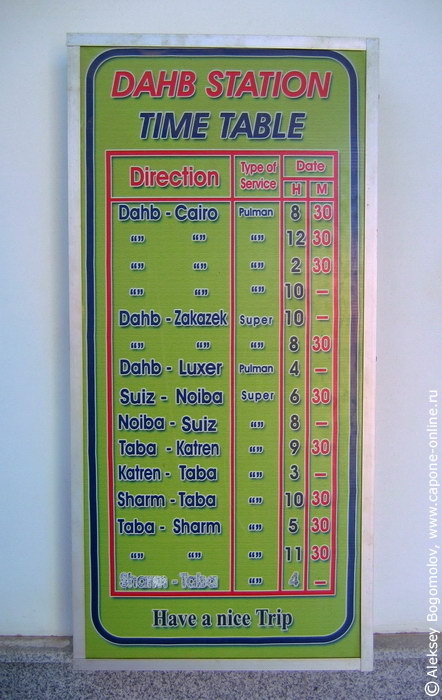 DAHB STATION
TIME TABLE
Direction Type of Service Date
H M
Dahb - Cairo Pulman 8 30
““ ““ ““ 12 30
““ ““ ““ 2 30
““ ““ ““ 10 –
Dahb - Zakazek Super 10 –
““ ““ ““ 8 30
Dahb - Luxer Pulman 4 –
Suiz - Noiba Super 6 30
Noiba - Suiz ““ 8 –
Taba - Katren ““ 9 30
Katren - Taba ““ 3 –
Sharm - Taba ““ 10 30
Taba - Sharm ““ 5 30
““ ““ ““ 11 30
Sharm - Taba ““ 4 –
Have a nice Trip
© Aleksey Bogomolov, www.capone-online.ru